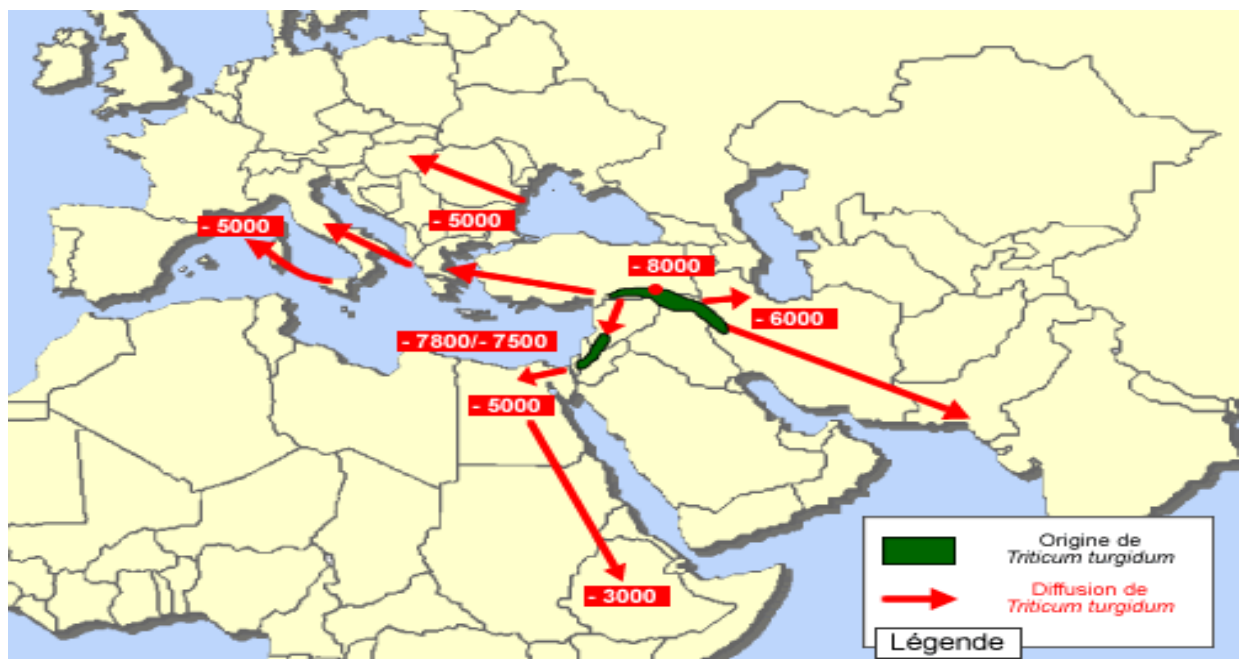 - 5000
- 5000
- 8000
- 6000
- 7800/- 7500
- 5000
- 3000
Origine de
Triticum turgidum
Diffusion de
Triticum turgidum
Légende